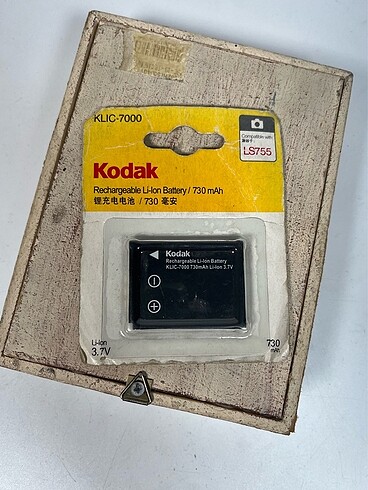 KLIC-7000
Compatible with
LS755
Kodak
Rechargeable Li-Ion Battery / 730 mAh
锂充电电池 / 730 毫安
Kodak
Rechargeable Li-Ion Battery
KLIC-7000 730mAh Li-Ion 3.7V
Li-Ion
3.7V
730
mAh